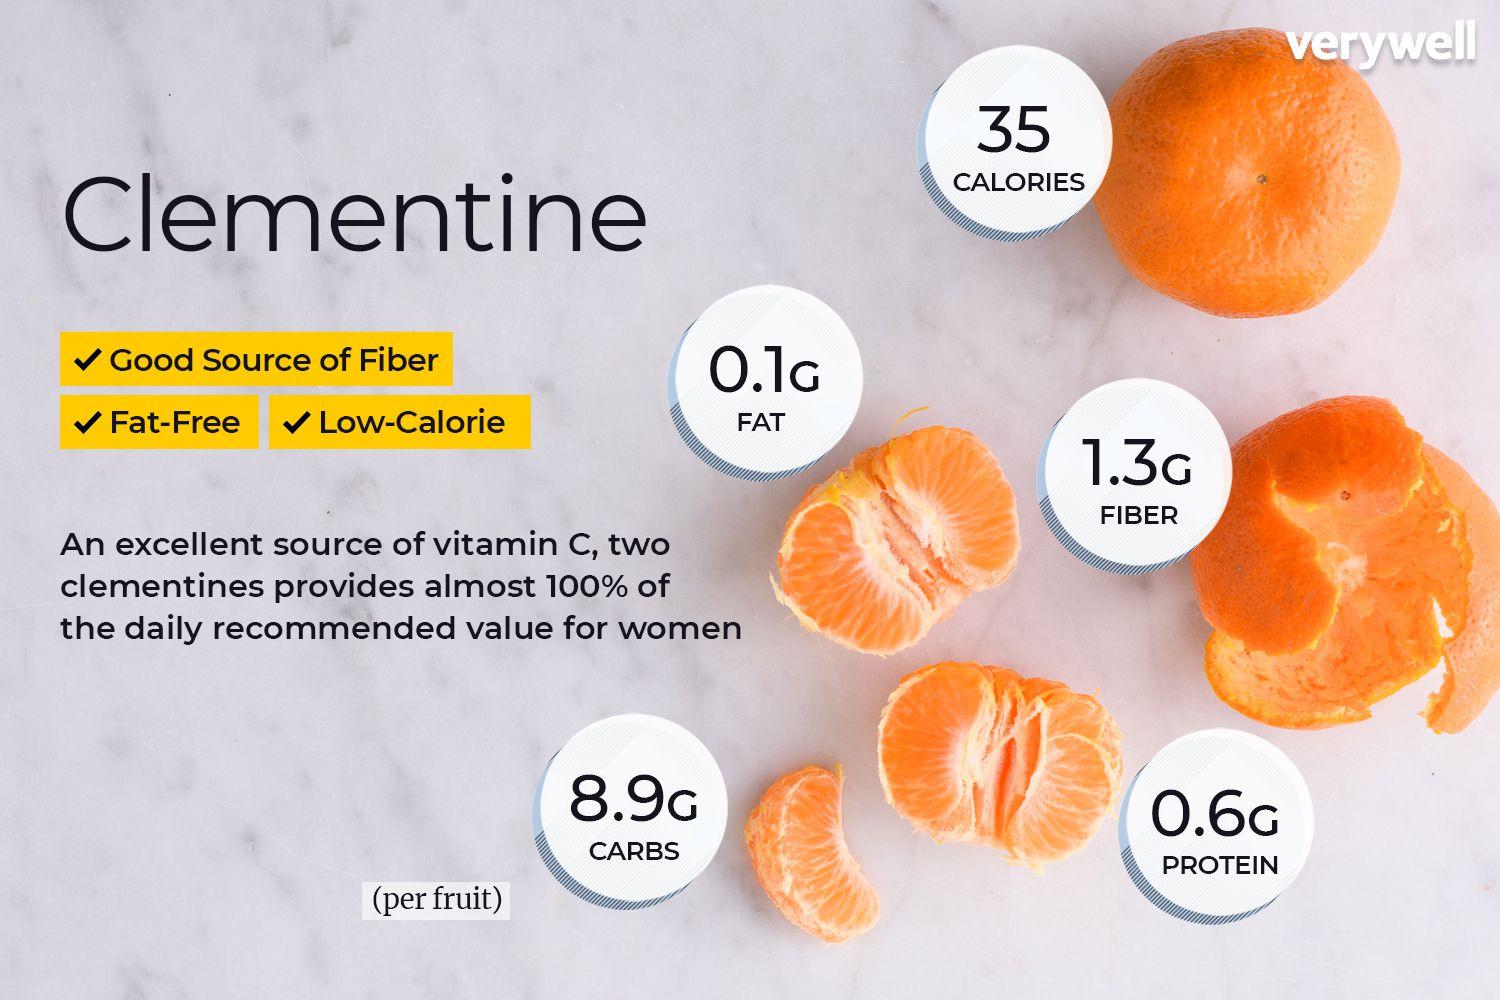 verywell
35
CALORIES
Clementine
✓ Good Source of Fiber
✓ Fat-Free ✓ Low-Calorie
0.1G
FAT
1.3G
FIBER
An excellent source of vitamin C, two
clementines provides almost 100% of
the daily recommended value for women
8.9G
CARBS
0.6G
PROTEIN
(per fruit)